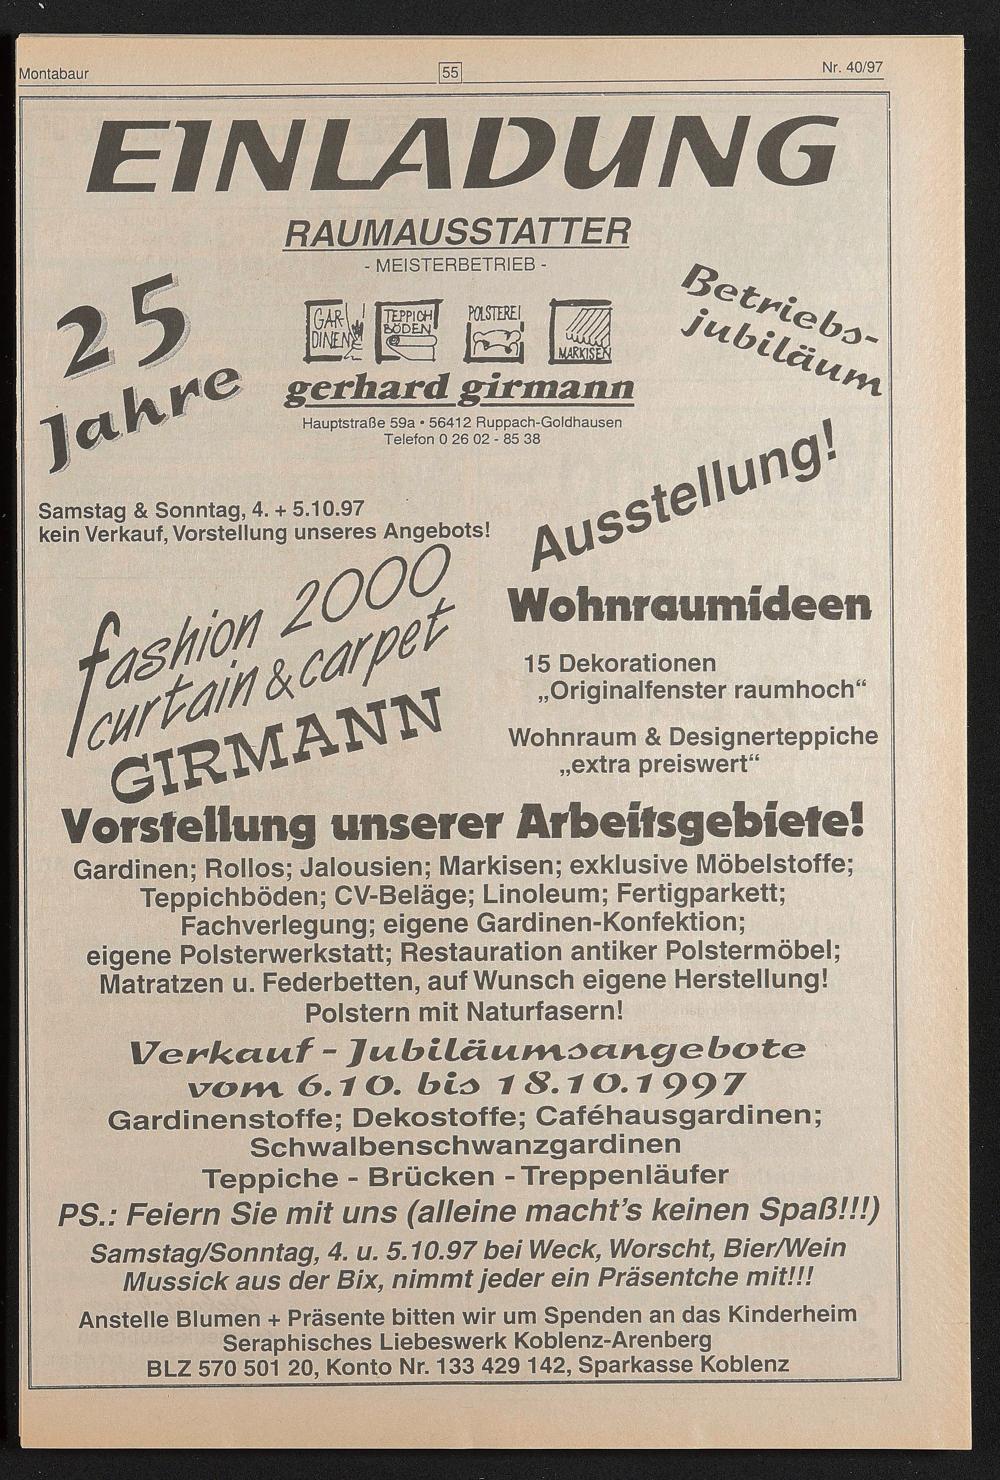 Montabaur
55
Nr. 40/97
EINLADUNG
RAUMAUSSTATTER
- MEISTERBETRIEB -
25
Jahre
Betriebs-
jubiläum
GAR-
DINEN
TEPPICH
BÖDEN
POLSTEREI
MARKISEN
gerhard girmann
Hauptstraße 59a • 56412 Ruppach-Goldhausen
Telefon 0 26 02 - 85 38
Samstag & Sonntag, 4. + 5.10.97
kein Verkauf, Vorstellung unseres Angebots!
Ausstellung!
fashion 2000
curtain & carpet
GIRMANN
Wohnraumideen
15 Dekorationen
„Originalfenster raumhoch“
Wohnraum & Designerteppiche
„extra preiswert“
Vorstellung unserer Arbeitsgebiete!
Gardinen; Rollos; Jalousien; Markisen; exklusive Möbelstoffe;
Teppichböden; CV-Beläge; Linoleum; Fertigparkett;
Fachverlegung; eigene Gardinen-Konfektion;
eigene Polsterwerkstatt; Restauration antiker Polstermöbel;
Matratzen u. Federbetten, auf Wunsch eigene Herstellung!
Polstern mit Naturfasern!
Verkauf - Jubiläumsangebote
vom 6.10. bis 18.10.1997
Gardinenstoffe; Dekostoffe; Caféhausgardinen;
Schwalbenschwanzgardinen
Teppiche - Brücken - Treppenläufer
PS.: Feiern Sie mit uns (alleine macht's keinen Spaß!!!)
Samstag/Sonntag, 4. u. 5.10.97 bei Weck, Worscht, Bier/Wein
Mussick aus der Bix, nimmt jeder ein Präsentche mit!!!
Anstelle Blumen + Präsente bitten wir um Spenden an das Kinderheim
Seraphisches Liebeswerk Koblenz-Arenberg
BLZ 570 501 20, Konto Nr. 133 429 142, Sparkasse Koblenz